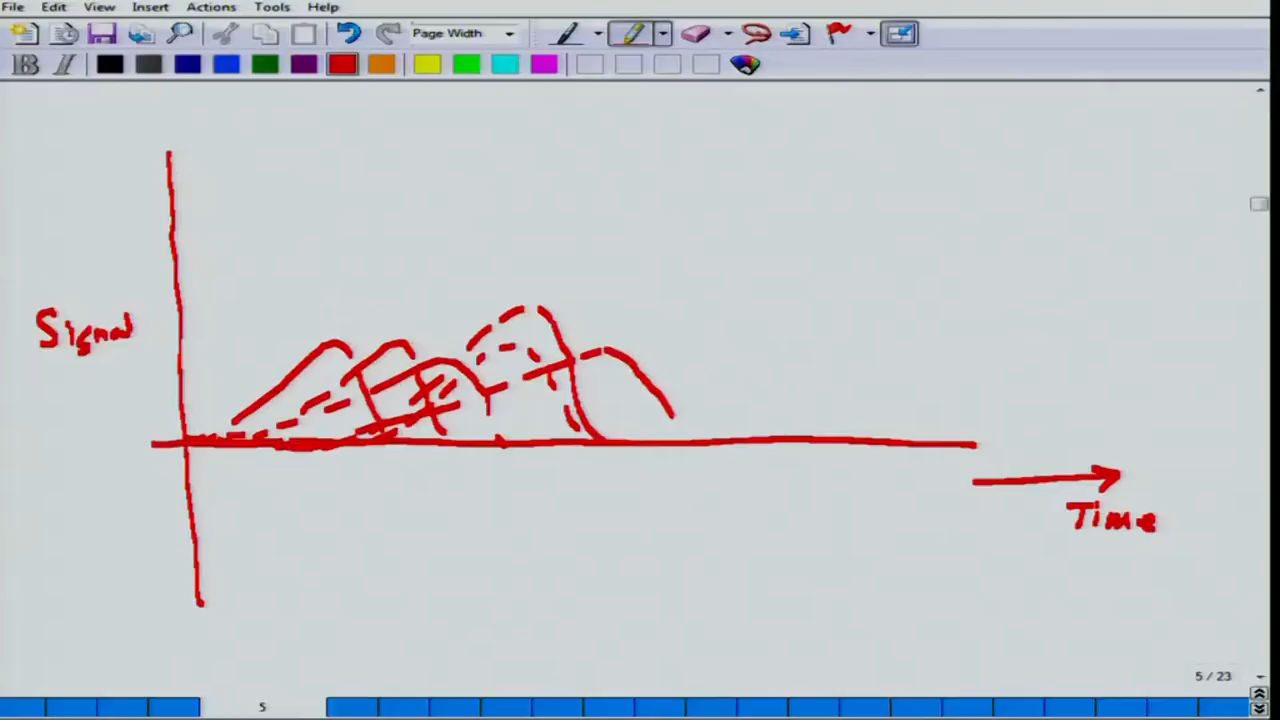 File Edit View Insert Actions Tools Help
Page Width
B I
Signal
Time
5 / 23
5